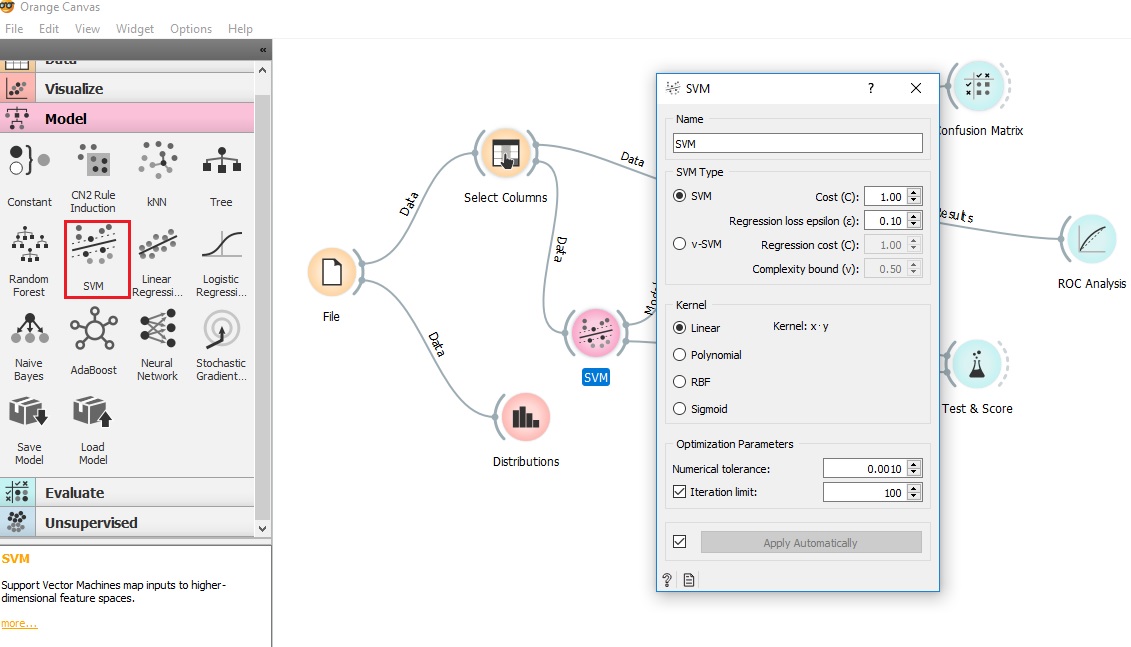 Orange Canvas
File Edit View Widget Options Help
«
Data
Visualize
Model
Constant
CN2 Rule
Induction
kNN
Tree
Random
Forest
SVM
Linear
Regressi...
Logistic
Regressi...
Naive
Bayes
AdaBoost
Neural
Network
Stochastic
Gradient...
Save
Model
Load
Model
Evaluate
Unsupervised
SVM
Support Vector Machines map inputs to higher-
dimensional feature spaces.
more...
File
Data
Data
Select Columns
Data
Data
Distributions
SVM
SVM
?
Name
SVM
SVM Type
SVM
Cost (C): 1.00
Regression loss epsilon (ε): 0.10
ν-SVM
Regression cost (C): 1.00
Complexity bound (ν): 0.50
Kernel
Linear
Kernel: x·y
Polynomial
RBF
Sigmoid
Optimization Parameters
Numerical tolerance: 0.0010
Iteration limit: 100
Apply Automatically
?
onfusion Matrix
esults
ROC Analysis
Test & Score